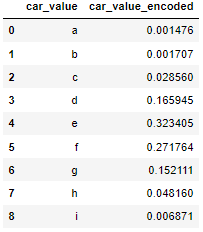 car_value car_value_encoded
0 a 0.001476
1 b 0.001707
2 c 0.028560
3 d 0.165945
4 e 0.323405
5 f 0.271764
6 g 0.152111
7 h 0.048160
8 i 0.006871